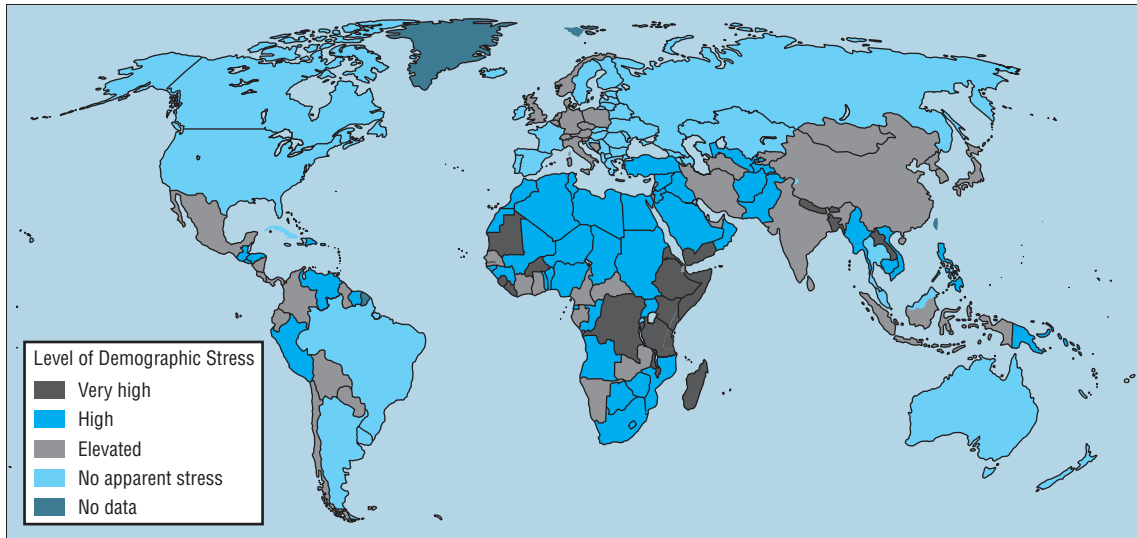 Level of Demographic Stress
Very high
High
Elevated
No apparent stress
No data